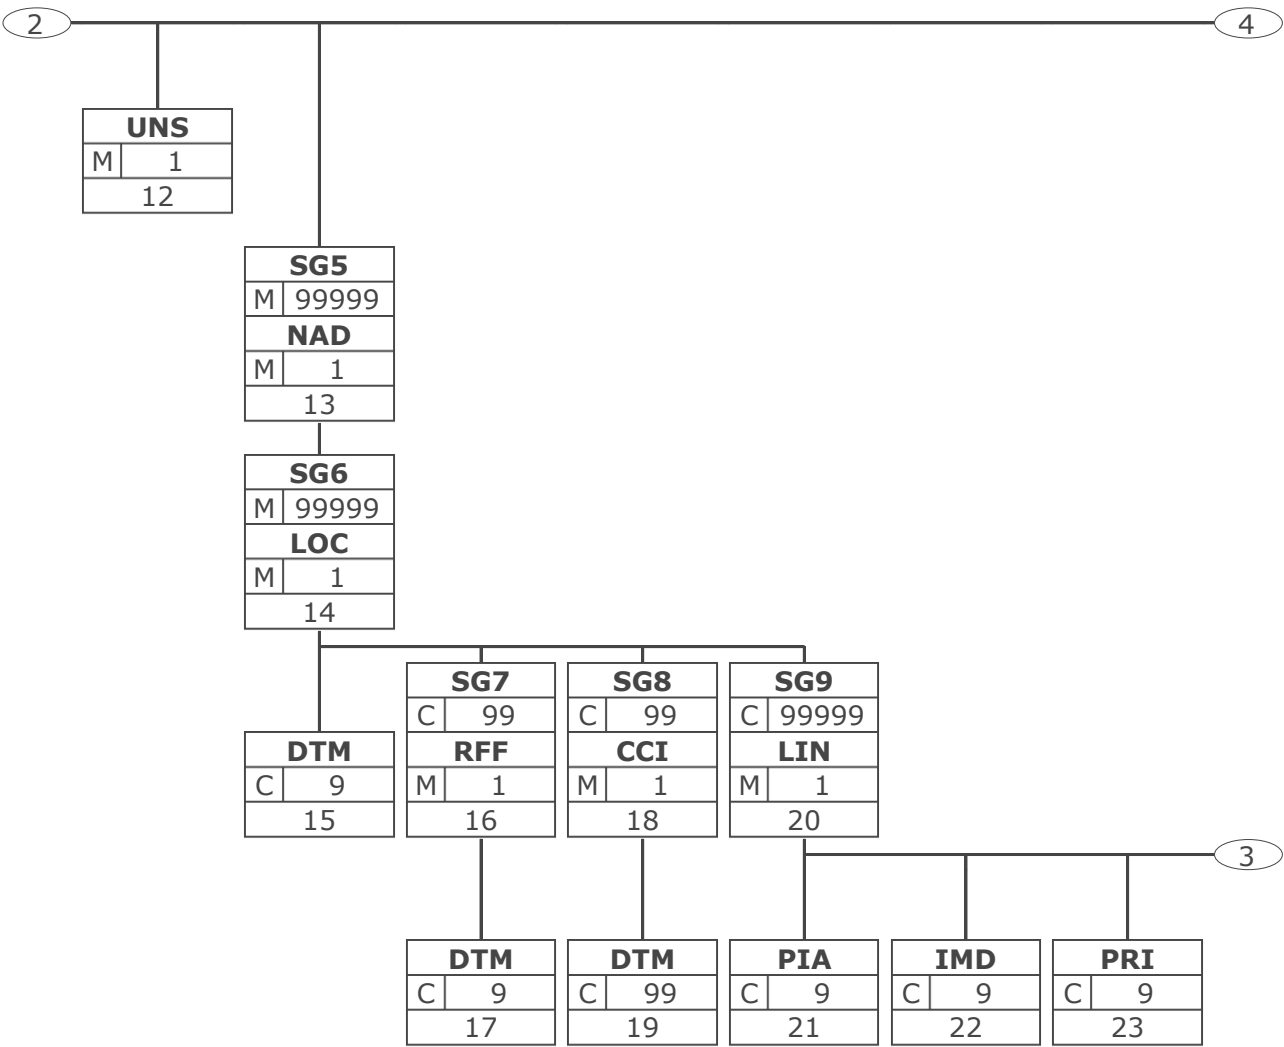 2
4
UNS
M 1
12
SG5
M 99999
NAD
M 1
13
SG6
M 99999
LOC
M 1
14
SG7 SG8 SG9
C 99 C 99 C 99999
DTM RFF CCI LIN
C 9 M 1 M 1 M 1
15 16 18 20
3
DTM DTM PIA IMD PRI
C 9 C 99 C 9 C 9 C 9
17 19 21 22 23